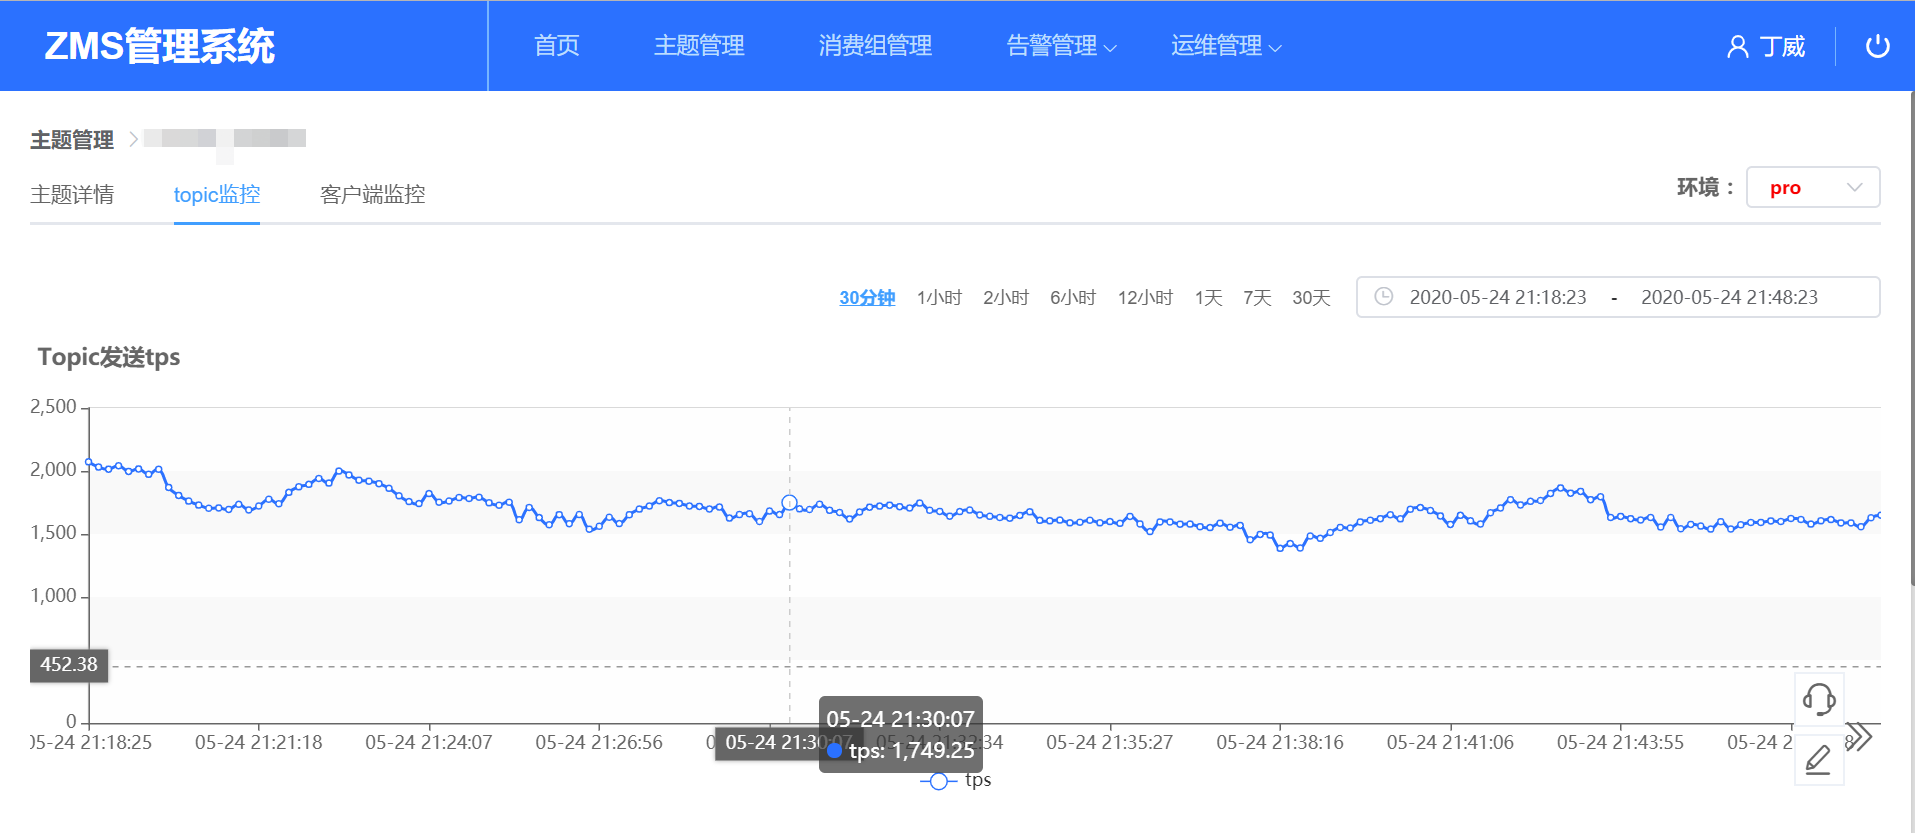 ZMS管理系统
首页 主题管理 消费组管理 告警管理 运维管理 丁威
主题管理
主题详情 topic监控 客户端监控 环境： pro
30分钟 1小时 2小时 6小时 12小时 1天 7天 30天 2020-05-24 21:18:23 - 2020-05-24 21:48:23
Topic发送tps
2,500
2,000
1,500
1,000
452.38
0
05-24 21:18:25 05-24 21:21:18 05-24 21:24:07 05-24 21:26:56 05-24 21:30:07 05-24 21:35:27 05-24 21:38:16 05-24 21:41:06 05-24 21:43:55 05-24
05-24 21:30:07
tps: 1,749.25
tps